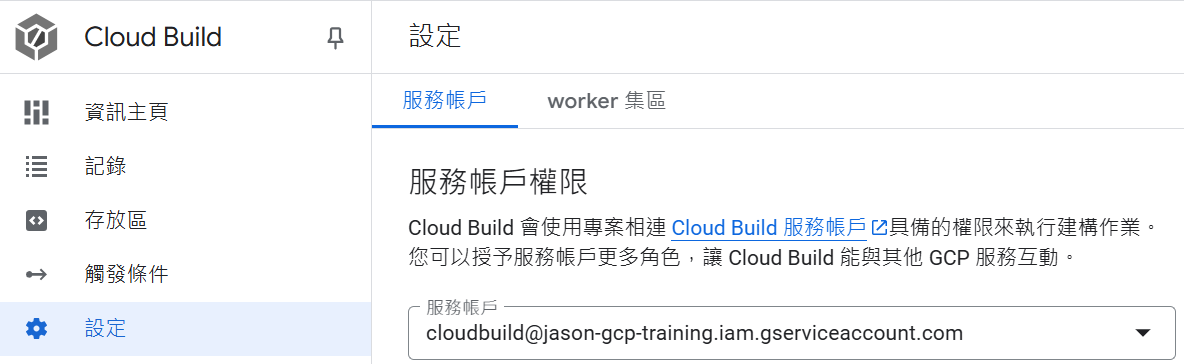 Cloud Build
設定
資訊主頁
記錄
存放區
觸發條件
設定
服務帳戶
worker 集區
服務帳戶權限
Cloud Build 會使用專案相連 Cloud Build 服務帳戶 具備的權限來執行建構作業。
您可以授予服務帳戶更多角色，讓 Cloud Build 能與其他 GCP 服務互動。
服務帳戶
cloudbuild@jason-gcp-training.iam.gserviceaccount.com